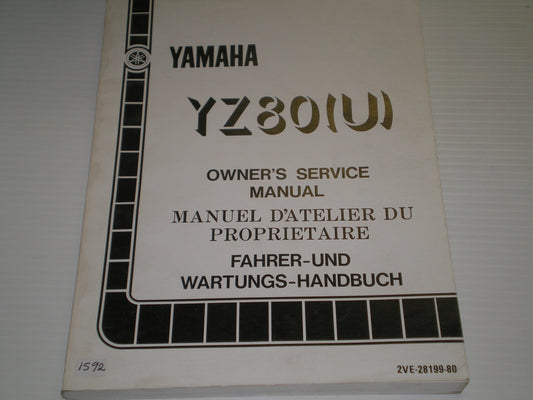 YAMAHA
YZ80(U)
OWNER'S SERVICE
MANUAL
MANUEL D'ATELIER DU
PROPRIETAIRE
FAHRER-UND
WARTUNGS-HANDBUCH
1592
2VE-28199-80